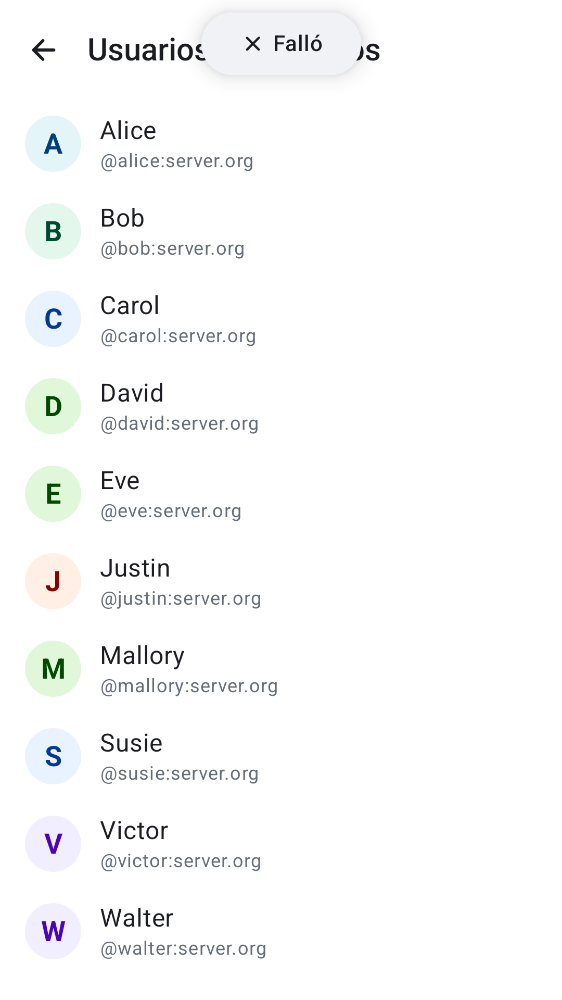 Usuarios
Falló
A
Alice
@alice:server.org
B
Bob
@bob:server.org
C
Carol
@carol:server.org
D
David
@david:server.org
E
Eve
@eve:server.org
J
Justin
@justin:server.org
M
Mallory
@mallory:server.org
S
Susie
@susie:server.org
V
Victor
@victor:server.org
W
Walter
@walter:server.org